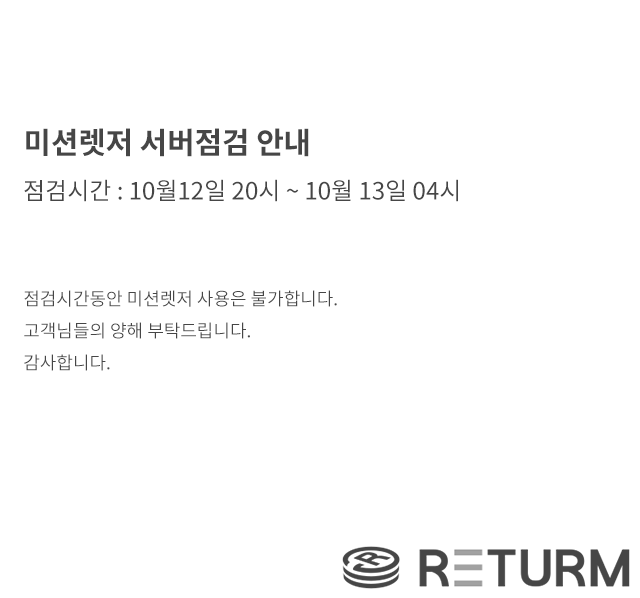 미션렛저 서버점검 안내
점검시간 : 10월12일 20시 ~ 10월 13일 04시
점검시간동안 미션렛저 사용은 불가합니다.
고객님들의 양해 부탁드립니다.
감사합니다.
RETURM